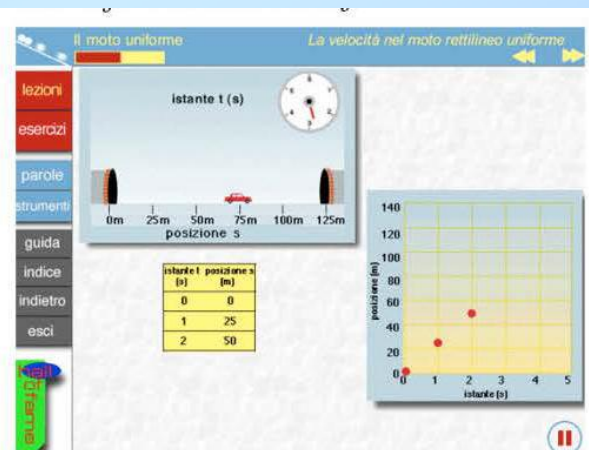 Il moto uniforme
La velocità nel moto rettilineo uniforme
lezioni
esercizi
parole
strumenti
guida
indice
indietro
esci
istante t (s)
0m 25m 50m 75m 100m 125m
posizione s
istante t (s) posizione s (m)
0 0
1 25
2 50
posizione (m)
140
120
100
80
60
40
20
0
0 1 2 3 4 5
istante (s)